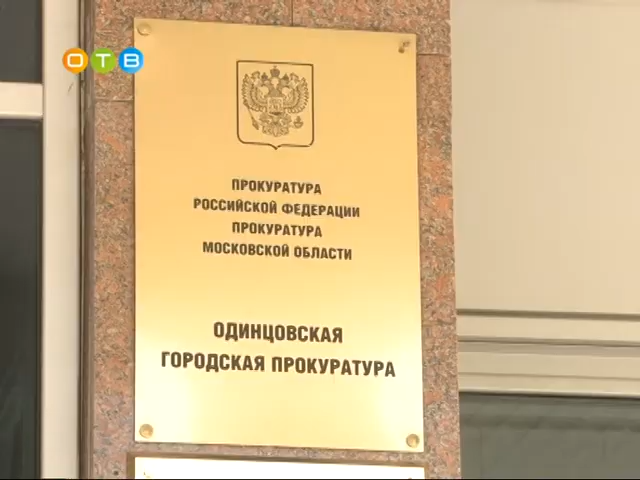 ОТВ
ПРОКУРАТУРА
РОССИЙСКОЙ ФЕДЕРАЦИИ
ПРОКУРАТУРА
МОСКОВСКОЙ ОБЛАСТИ
ОДИНЦОВСКАЯ
ГОРОДСКАЯ ПРОКУРАТУРА